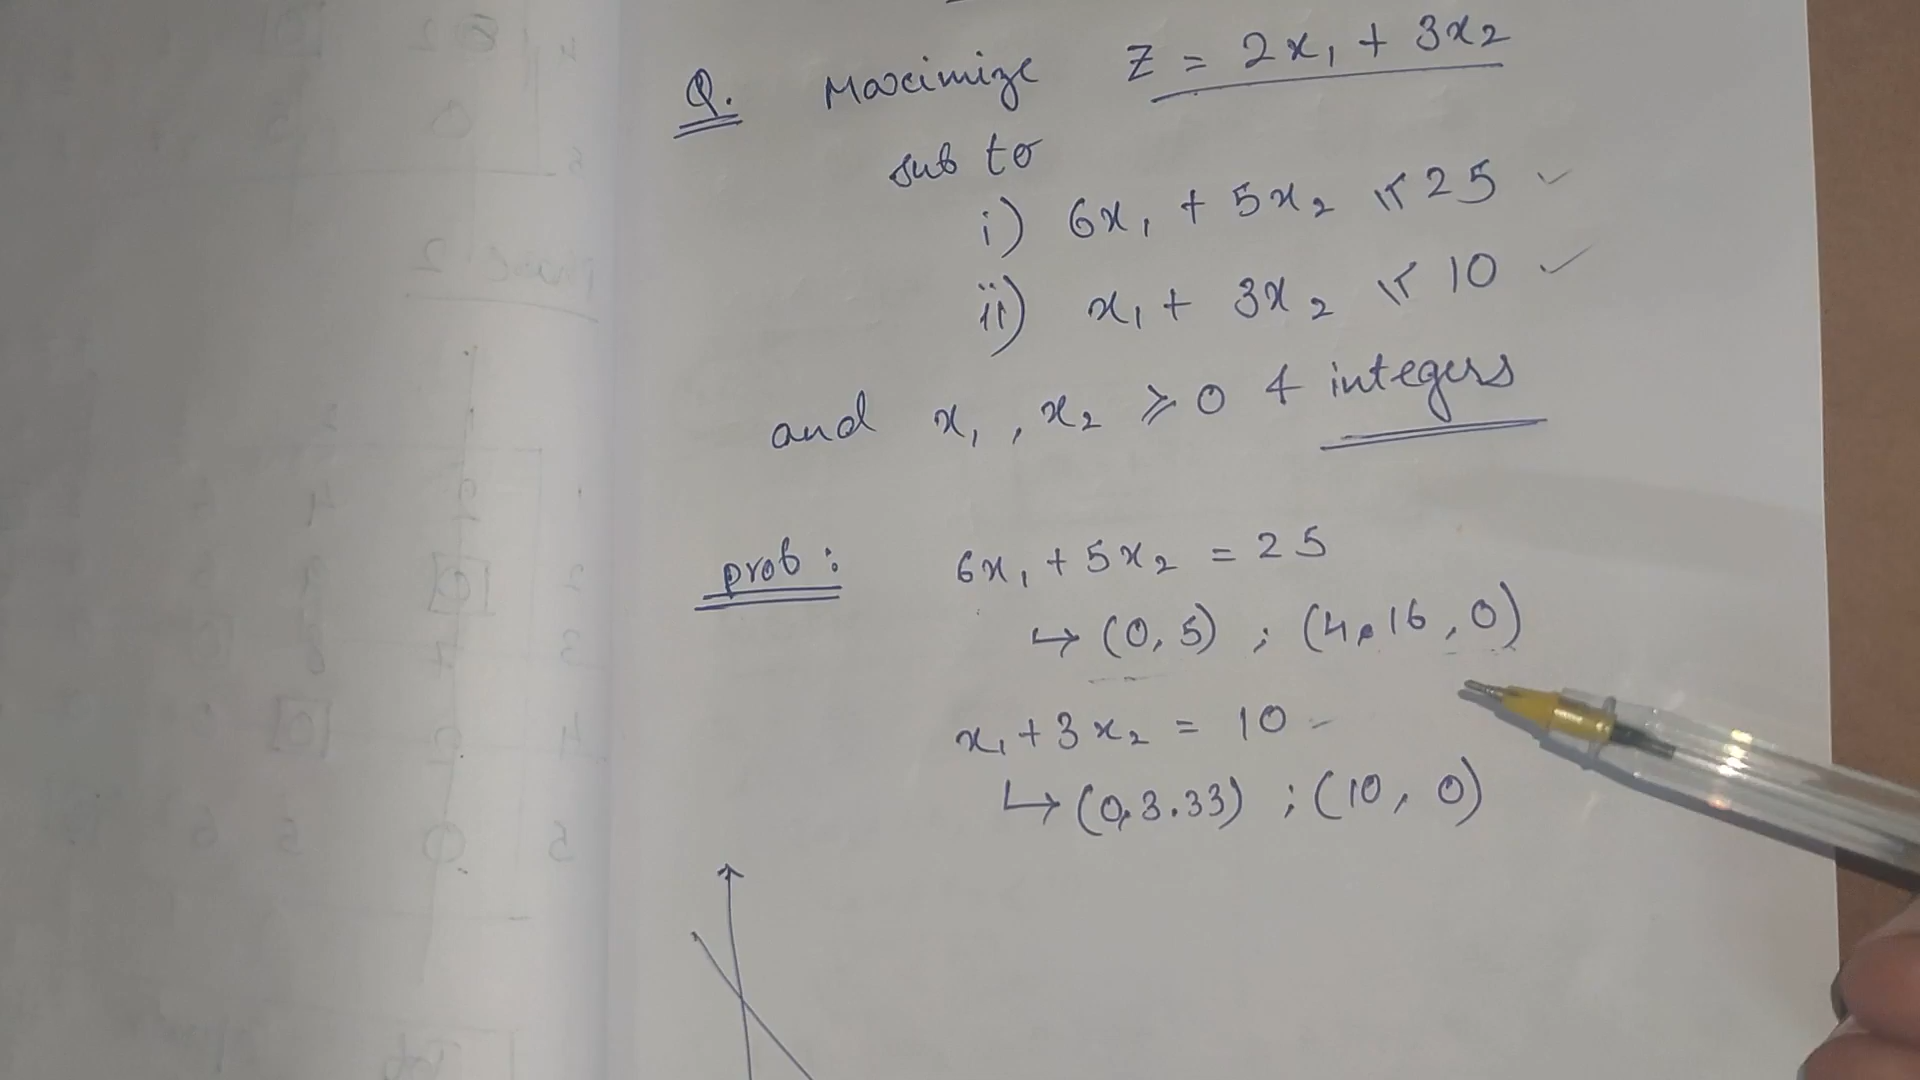 Q. Maximize Z = 2x₁ + 3x₂
sub to
i) 6x₁ + 5x₂ ≤ 25 ✓
ii) x₁ + 3x₂ ≤ 10 ✓
and x₁, x₂ ≥ 0 & integers
prob: 6x₁ + 5x₂ = 25
↳ (0, 5) ; (4.16, 0)
x₁ + 3x₂ = 10
↳ (0, 3.33) ; (10, 0)